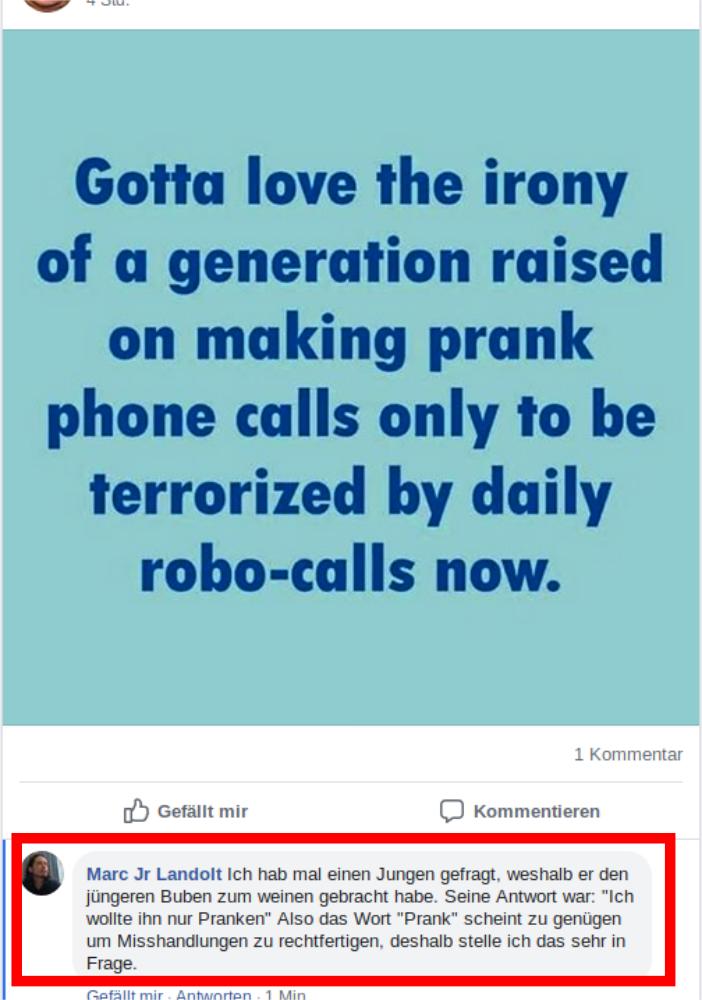 4 Std.
Gotta love the irony
of a generation raised
on making prank
phone calls only to be
terrorized by daily
robo-calls now.
1 Kommentar
Gefällt mir
Kommentieren
Marc Jr Landolt Ich hab mal einen Jungen gefragt, weshalb er den
jüngeren Buben zum weinen gebracht habe. Seine Antwort war: "Ich
wollte ihn nur Pranken" Also das Wort "Prank" scheint zu genügen
um Misshandlungen zu rechtfertigen, deshalb stelle ich das sehr in
Frage.
Gefällt mir · Antworten · 1 Min